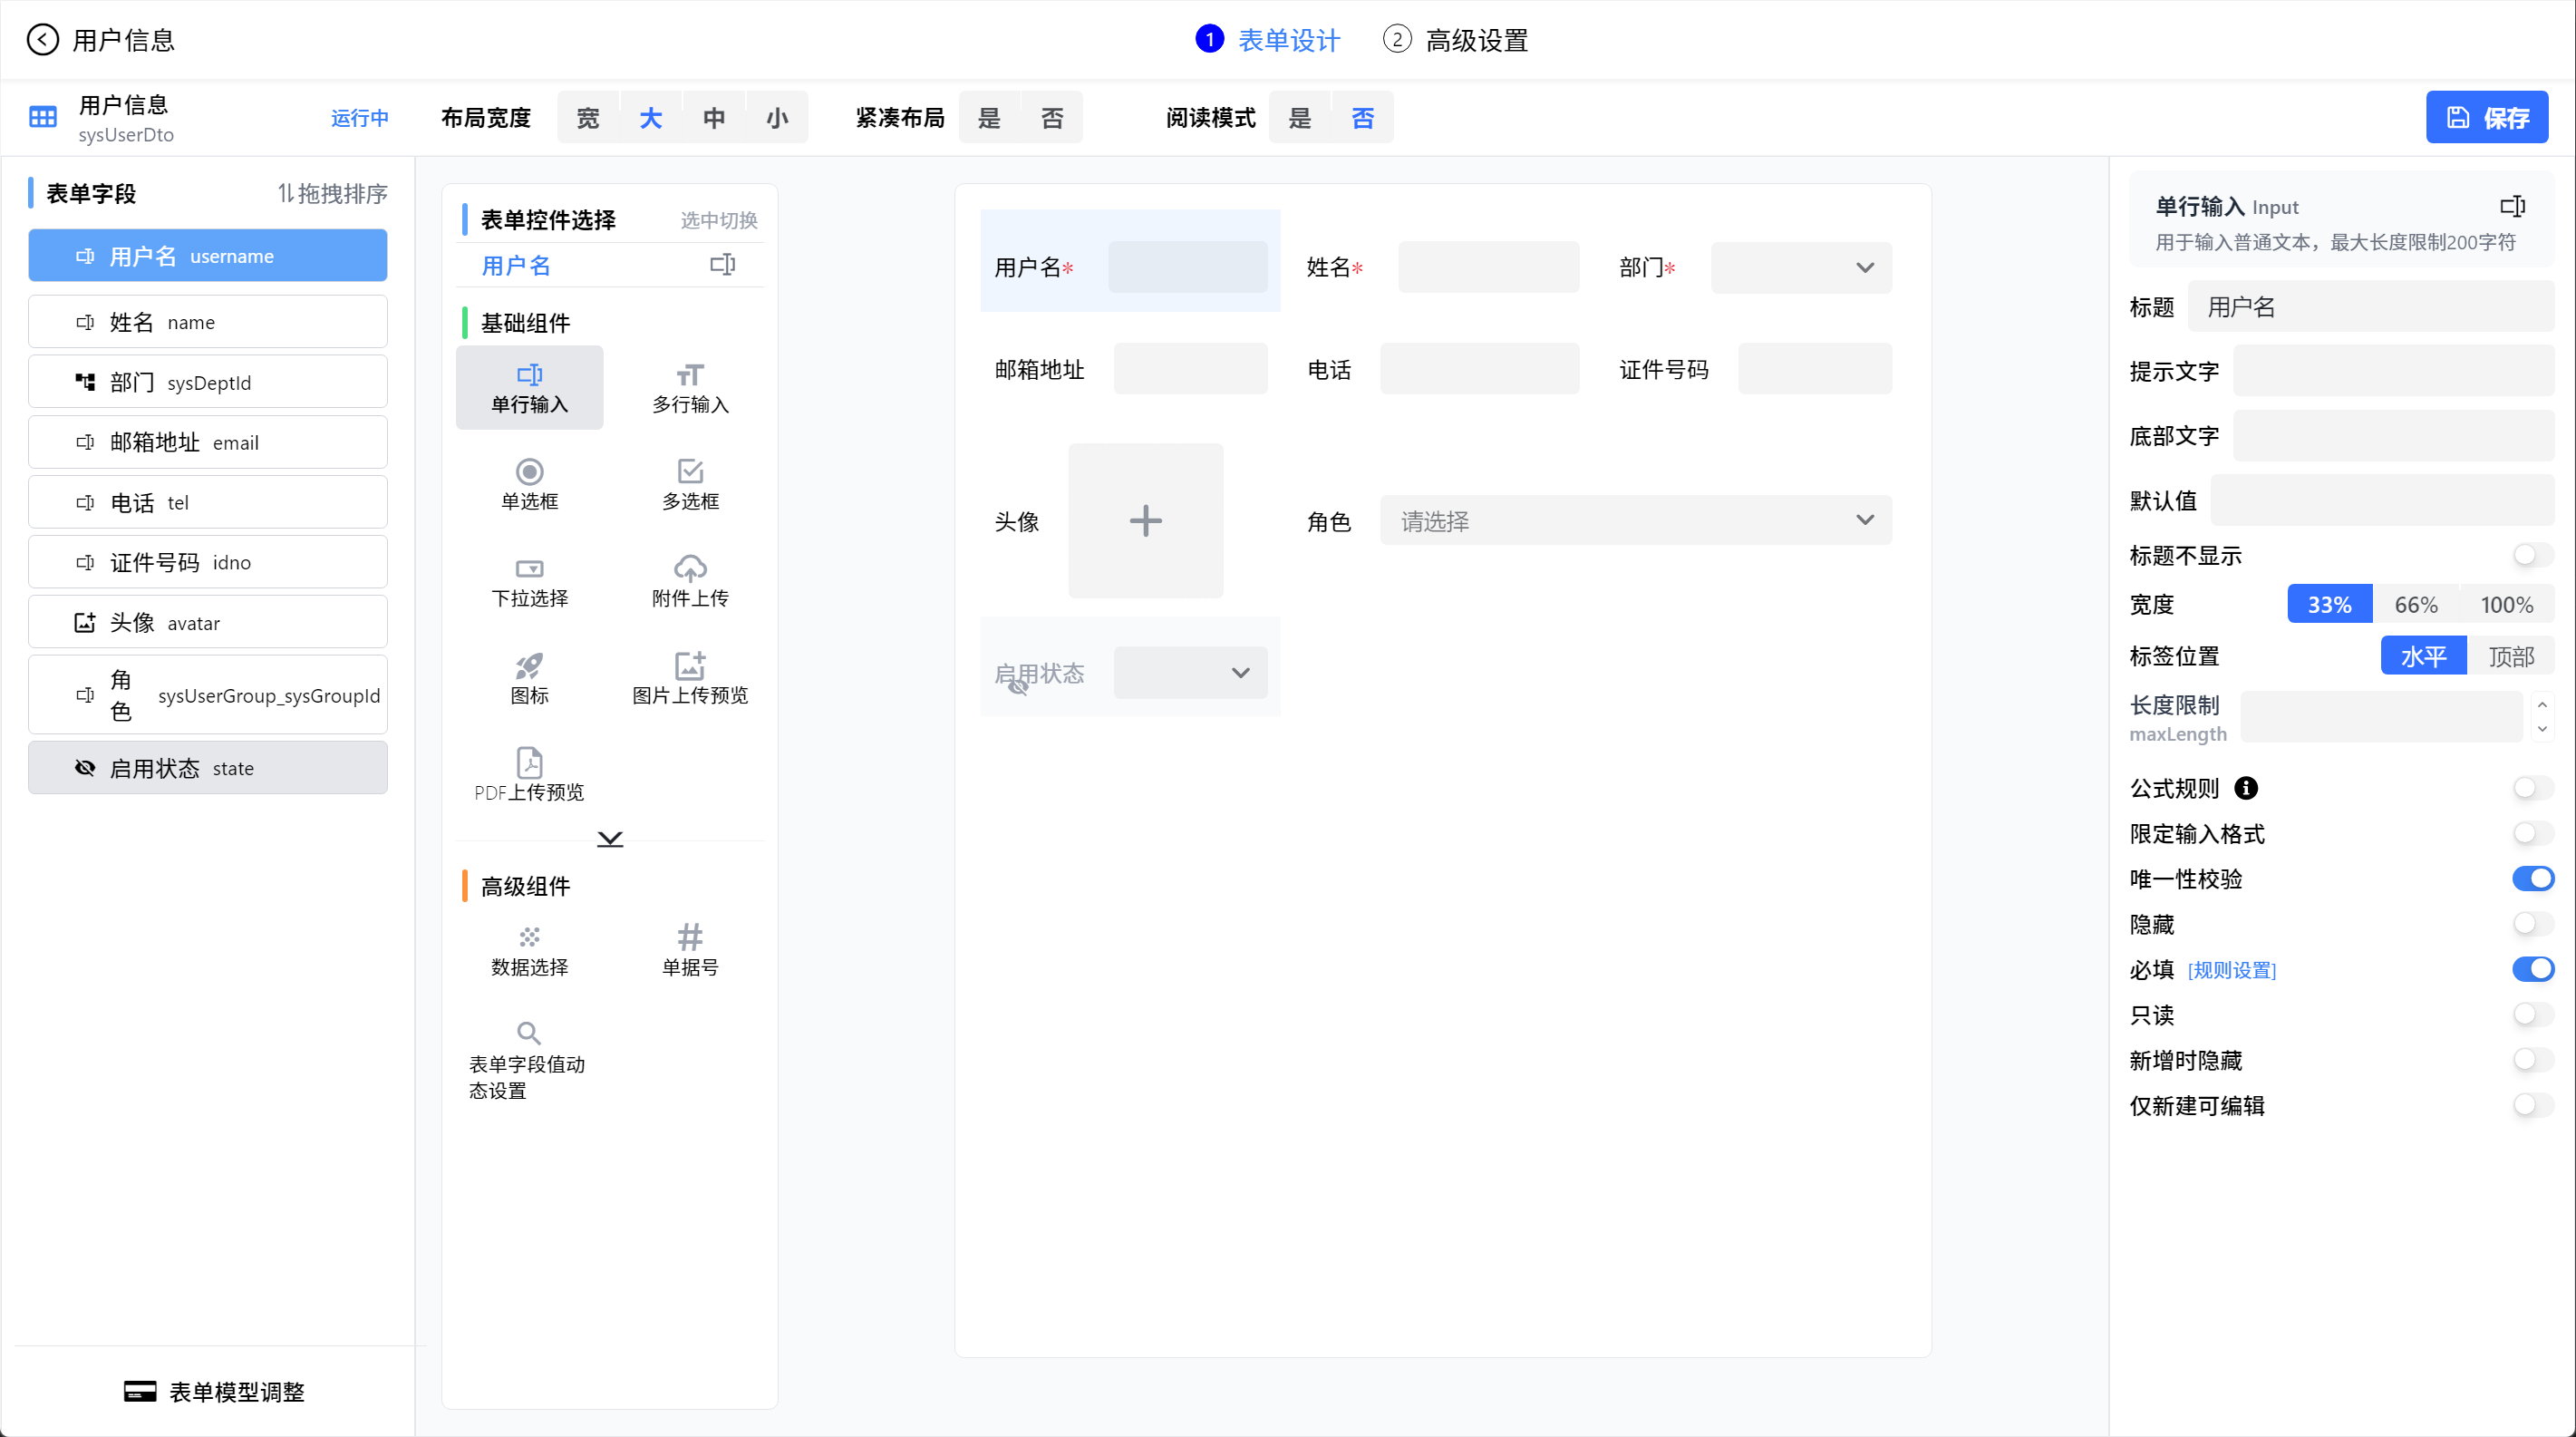 用户信息
1 表单设计
2 高级设置
用户信息
sysUserDto
运行中
布局宽度 宽 大 中 小
紧凑布局 是 否
阅读模式 是 否
保存
表单字段 拖拽排序
用户名 username
姓名 name
部门 sysDeptId
邮箱地址 email
电话 tel
证件号码 idno
头像 avatar
角
色
sysUserGroup_sysGroupId
启用状态 state
表单模型调整
表单控件选择 选中切换
用户名
基础组件
单行输入 多行输入
单选框 多选框
下拉选择 附件上传
图标 图片上传预览
PDF上传预览
高级组件
数据选择 单据号
表单字段值动
态设置
用户名* 姓名* 部门*
邮箱地址 电话 证件号码
头像 角色 请选择
启用状态
单行输入 Input
用于输入普通文本，最大长度限制200字符
标题 用户名
提示文字
底部文字
默认值
标题不显示
宽度 33% 66% 100%
标签位置 水平 顶部
长度限制
maxLength
公式规则
限定输入格式
唯一性校验
隐藏
必填 [规则设置]
只读
新增时隐藏
仅新建可编辑